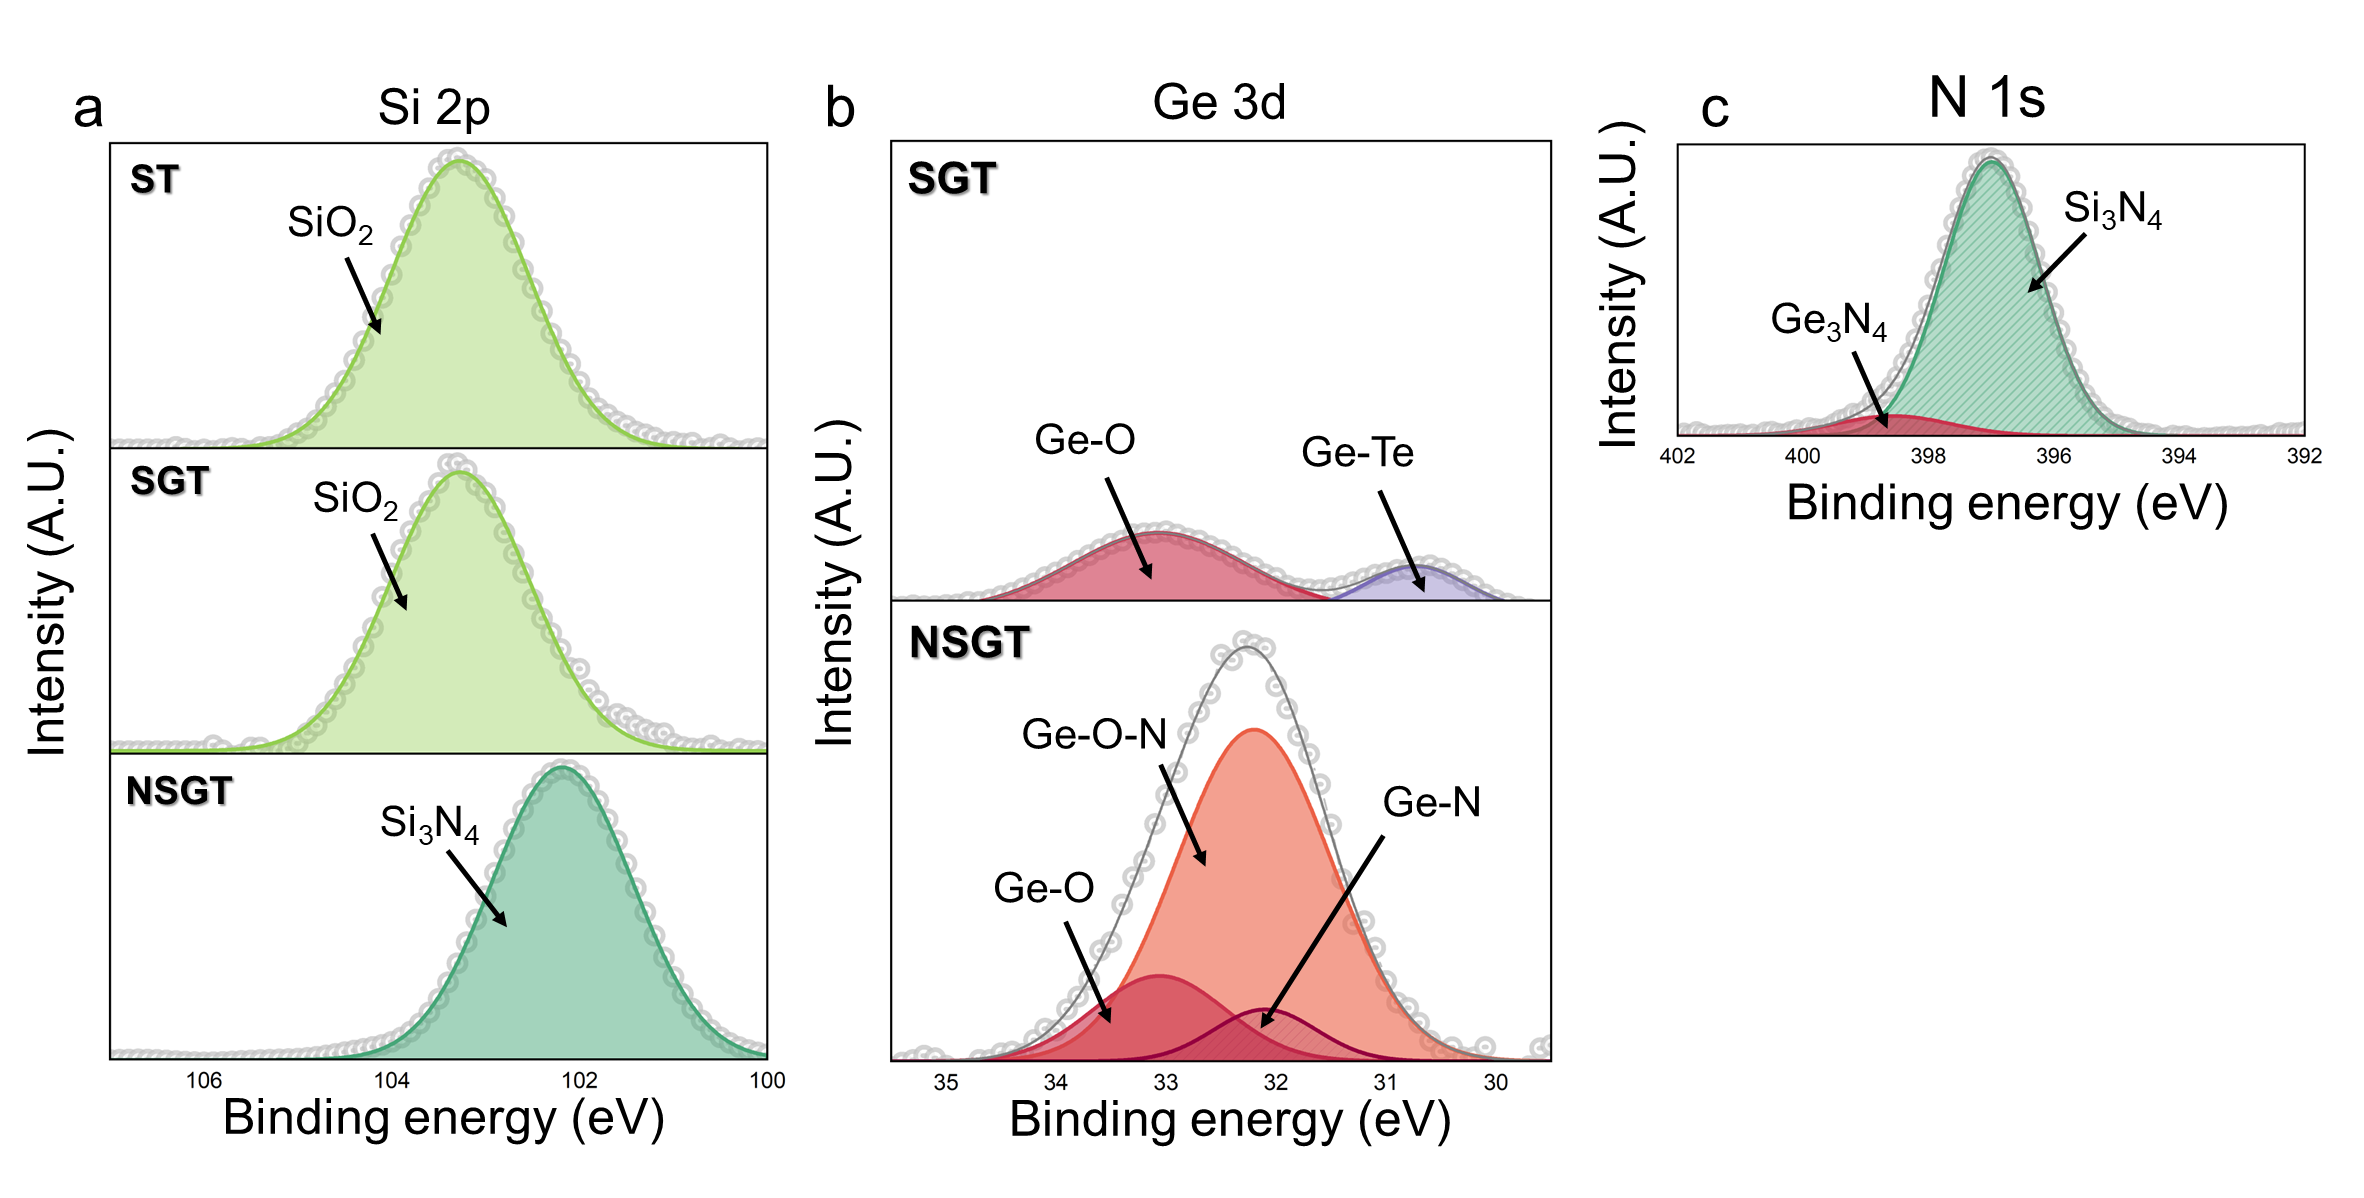 a
Si 2p
ST
SiO2
SGT
SiO2
NSGT
Si3N4
Intensity (A.U.)
106 104 102 100
Binding energy (eV)
b
Ge 3d
SGT
Ge-O
Ge-Te
NSGT
Ge-O-N
Ge-N
Ge-O
Intensity (A.U.)
35 34 33 32 31 30
Binding energy (eV)
c
N 1s
Si3N4
Ge3N4
Intensity (A.U.)
402 400 398 396 394 392
Binding energy (eV)